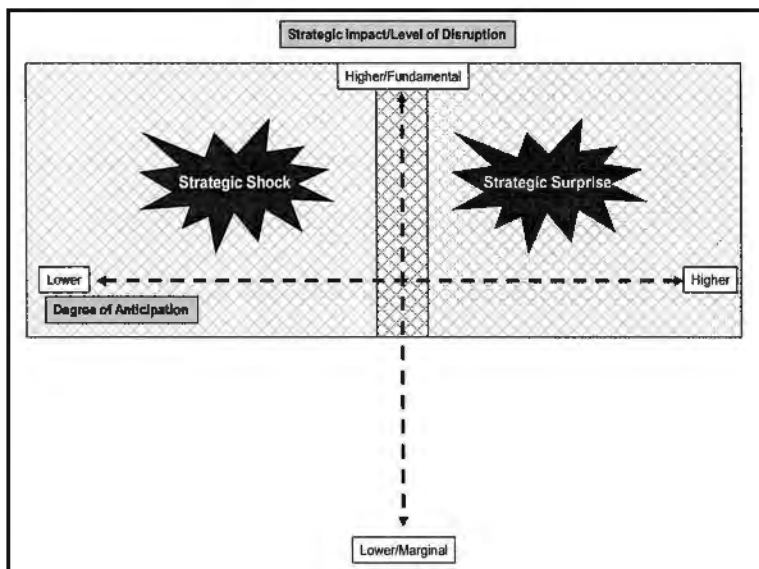 Strategic Impact/Level of Disruption
Higher/Fundamental
Strategic Shock
Strategic Surprise
Lower
Higher
Degree of Anticipation
Lower/Marginal